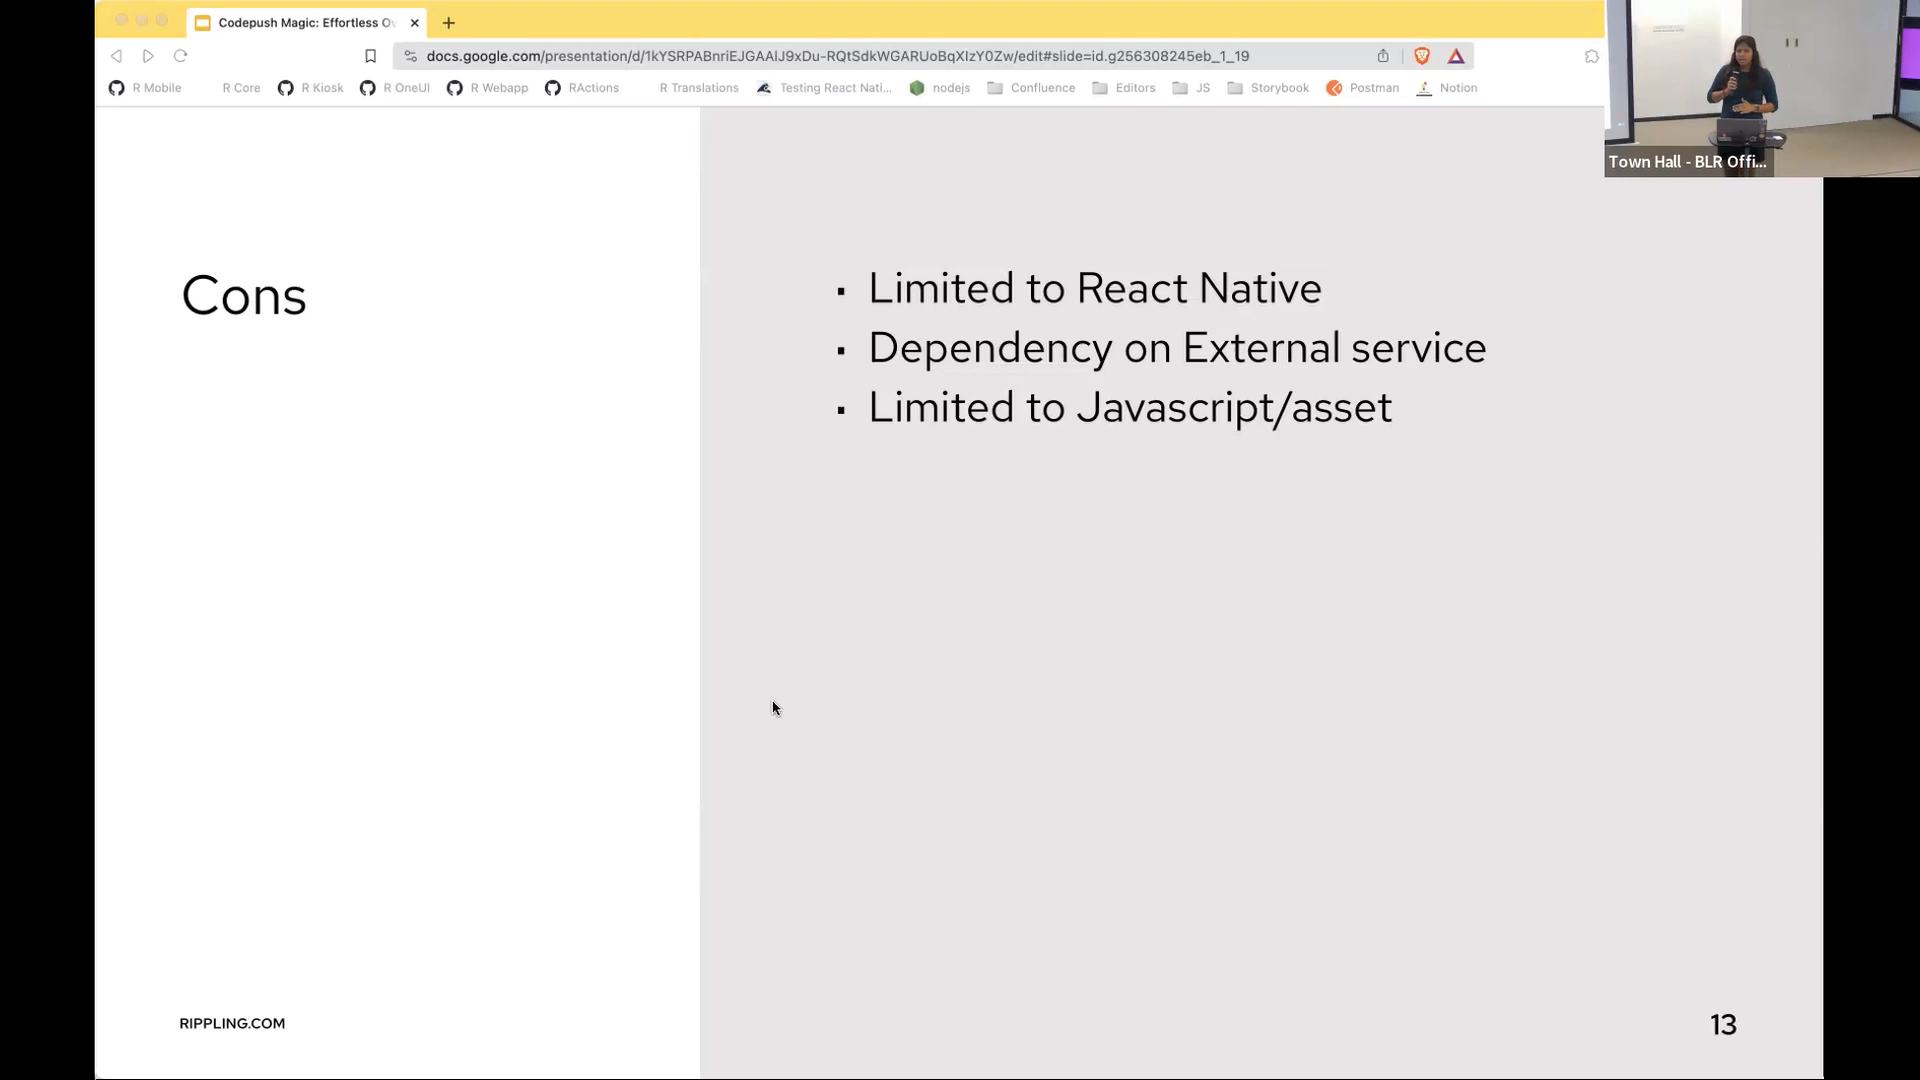 Codepush Magic: Effortless Ov
docs.google.com/presentation/d/1kYSRPABnriEJGAAlJ9xDu-RQtSdkWGARUoBqXIzY0Zw/edit#slide=id.g256308245eb_1_19
R Mobile R Core R Kiosk R OneUI R Webapp RActions R Translations Testing React Nati... nodejs Confluence Editors JS Storybook Postman Notion
Town Hall - BLR Offi...
Cons
▪ Limited to React Native
▪ Dependency on External service
▪ Limited to Javascript/asset
RIPPLING.COM
13